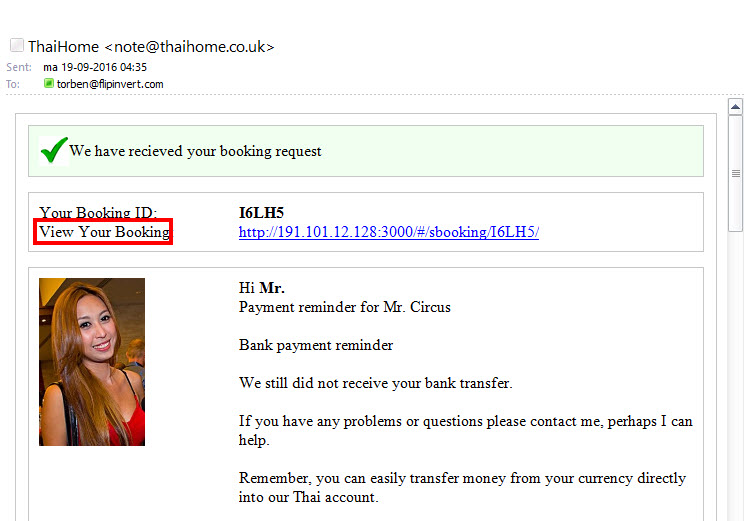 ThaiHome <note@thaihome.co.uk>
Sent: ma 19-09-2016 04:35
To: torben@flipinvert.com
We have recieved your booking request
Your Booking ID: I6LH5
View Your Booking http://191.101.12.128:3000/#/sbooking/I6LH5/
Hi Mr.
Payment reminder for Mr. Circus
Bank payment reminder
We still did not receive your bank transfer.
If you have any problems or questions please contact me, perhaps I can
help.
Remember, you can easily transfer money from your currency directly
into our Thai account.